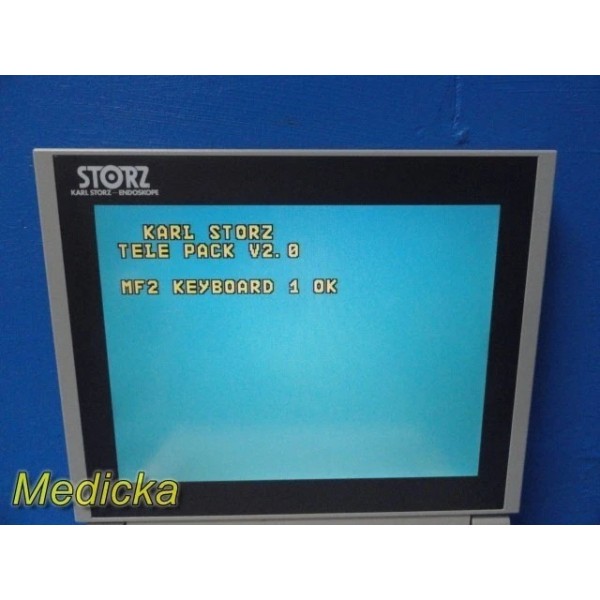 STORZ
KARL STORZ — ENDOSKOPE
KARL STORZ
TELE PACK V2.0
MF2 KEYBOARD 1 OK
Medicka